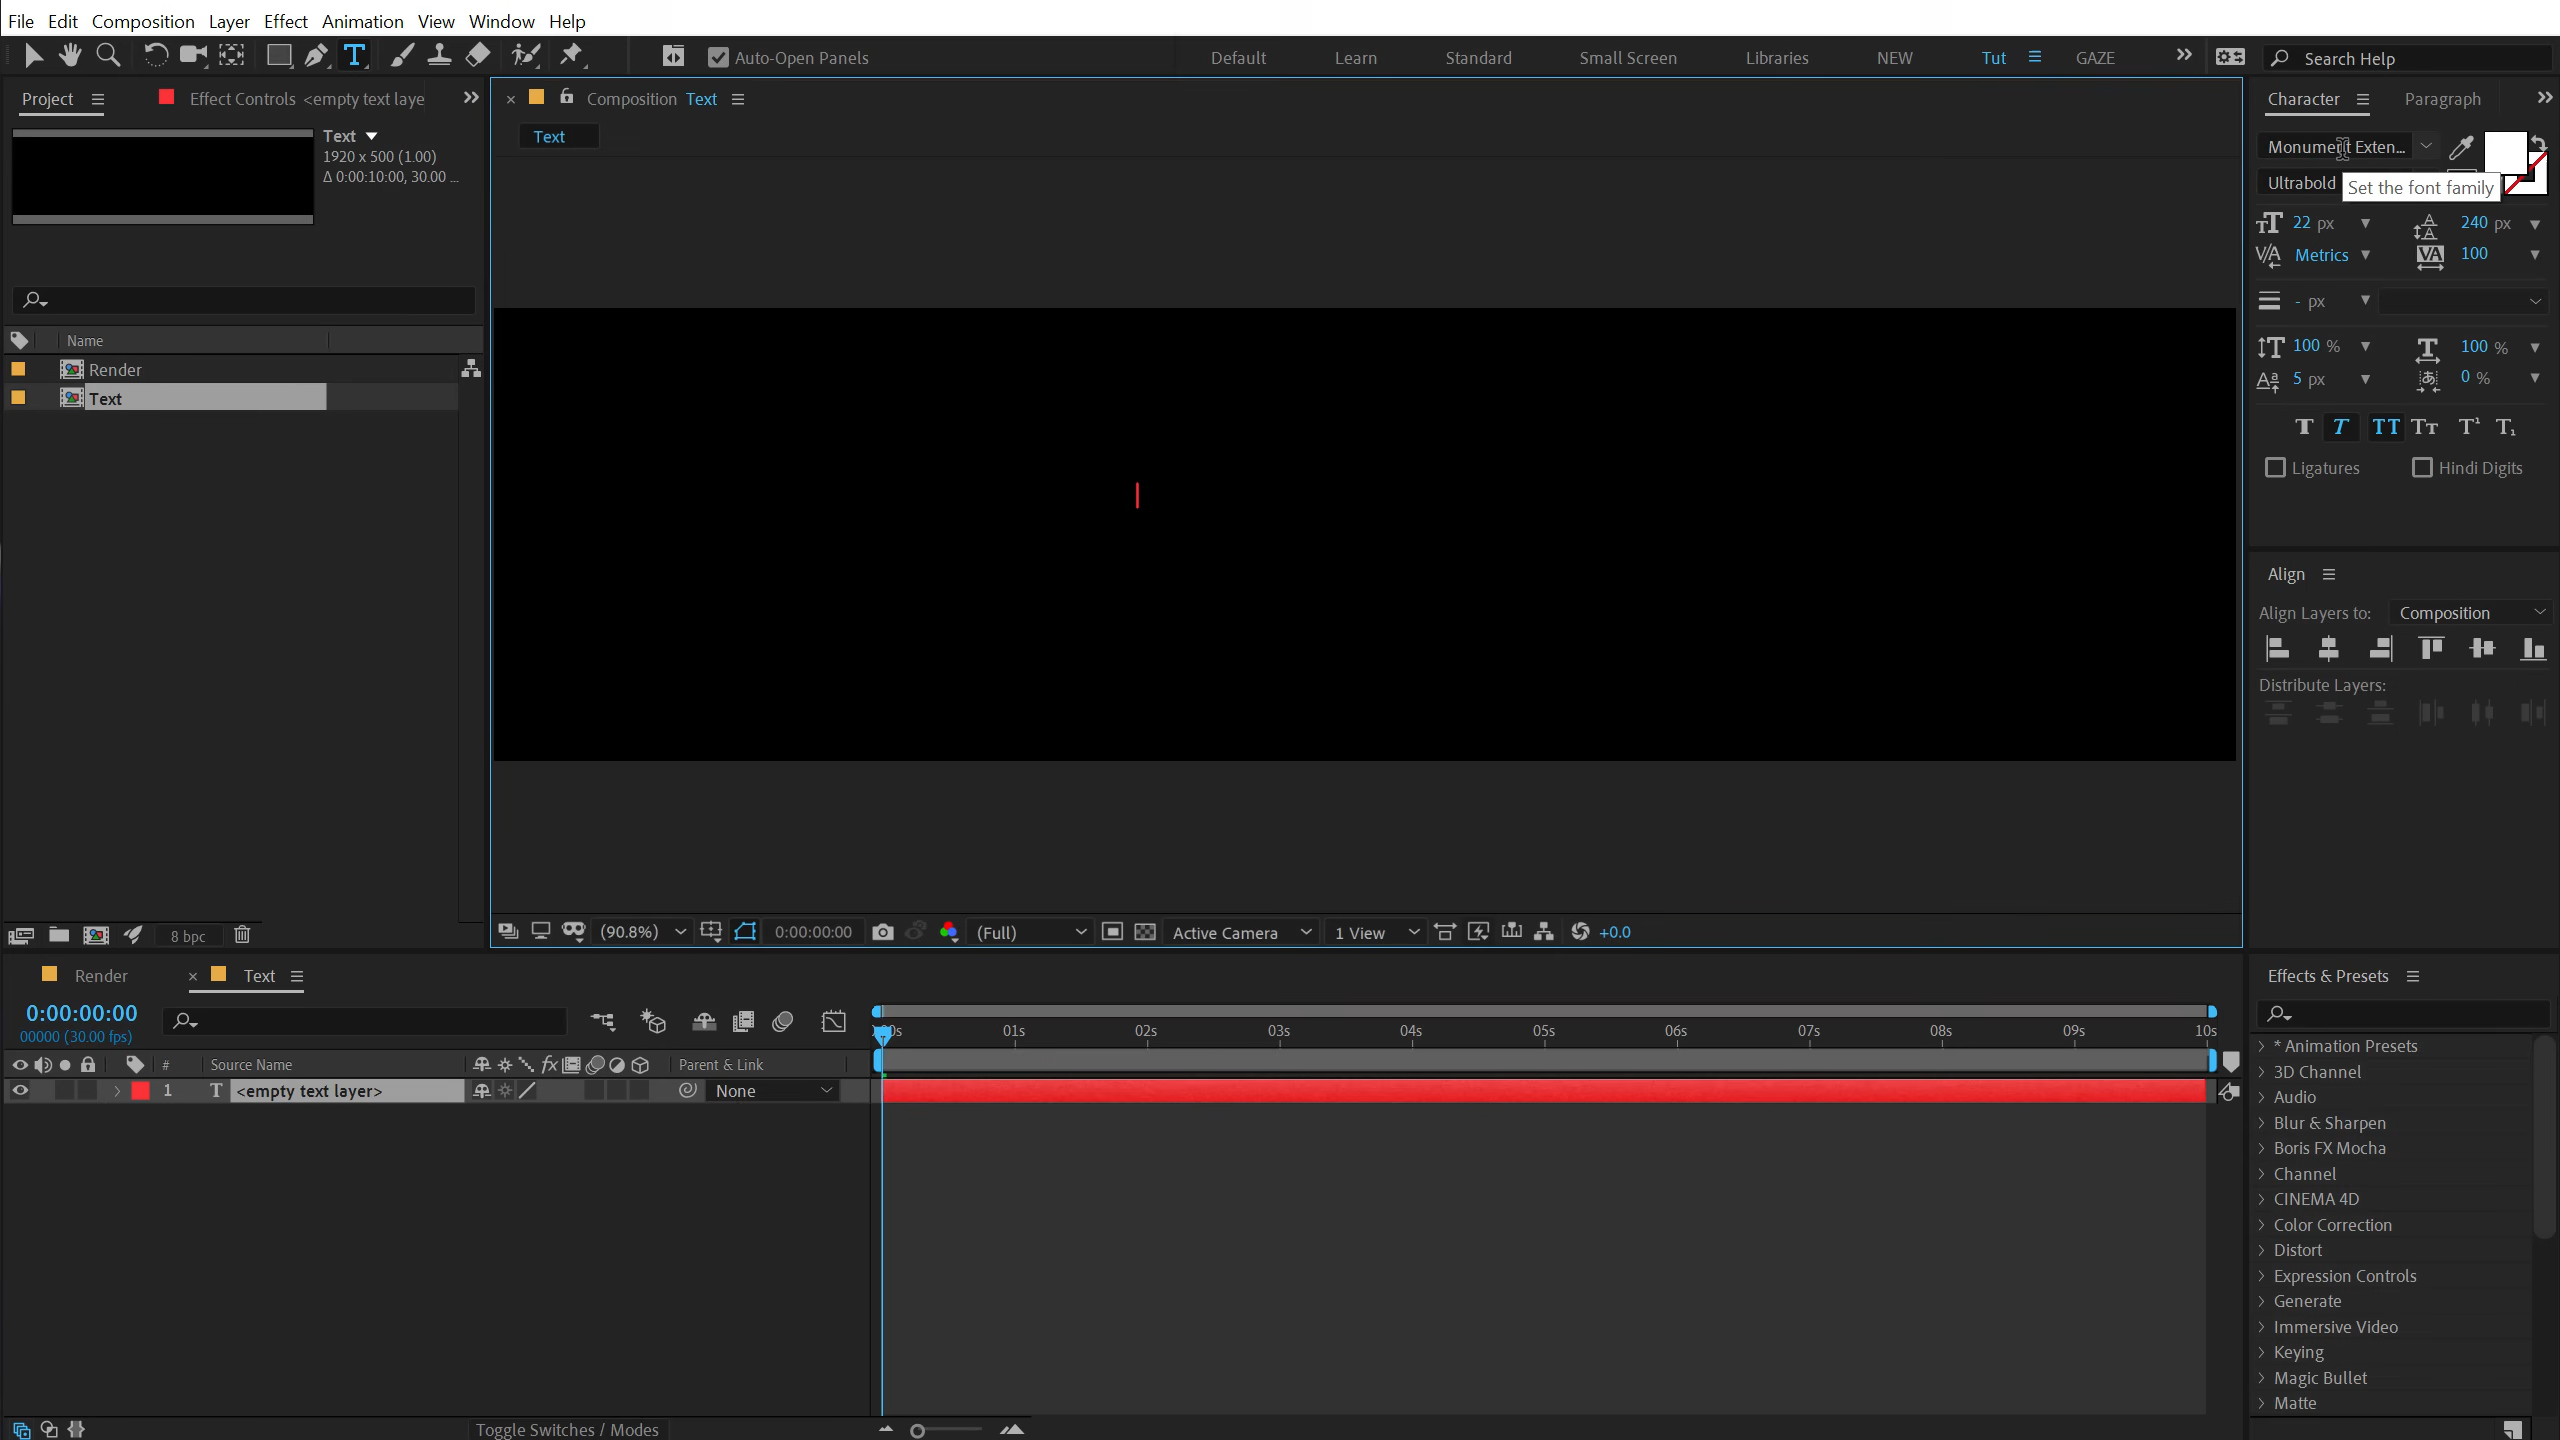 File Edit Composition Layer Effect Animation View Window Help
Auto-Open Panels
Default Learn Standard Small Screen Libraries NEW Tut GAZE
Search Help
Project
Effect Controls <empty text laye
Text
1920 x 500 (1.00)
Δ 0:00:10:00, 30.00 ...
Name
Render
Text
8 bpc
Composition Text
Text
(90.8%)
0:00:00:00
(Full)
Active Camera
1 View
+0.0
Character
Paragraph
Monument Exten...
Ultrabold
Set the font family
22 px
240 px
Metrics
100
- px
100 %
100 %
5 px
0 %
Ligatures
Hindi Digits
Align
Align Layers to: Composition
Distribute Layers:
Render
Text
0:00:00:00
00000 (30.00 fps)
01s 02s 03s 04s 05s 06s 07s 08s 09s 10s
# Source Name
Parent & Link
1 T <empty text layer>
None
Toggle Switches / Modes
Effects & Presets
* Animation Presets
3D Channel
Audio
Blur & Sharpen
Boris FX Mocha
Channel
CINEMA 4D
Color Correction
Distort
Expression Controls
Generate
Immersive Video
Keying
Magic Bullet
Matte